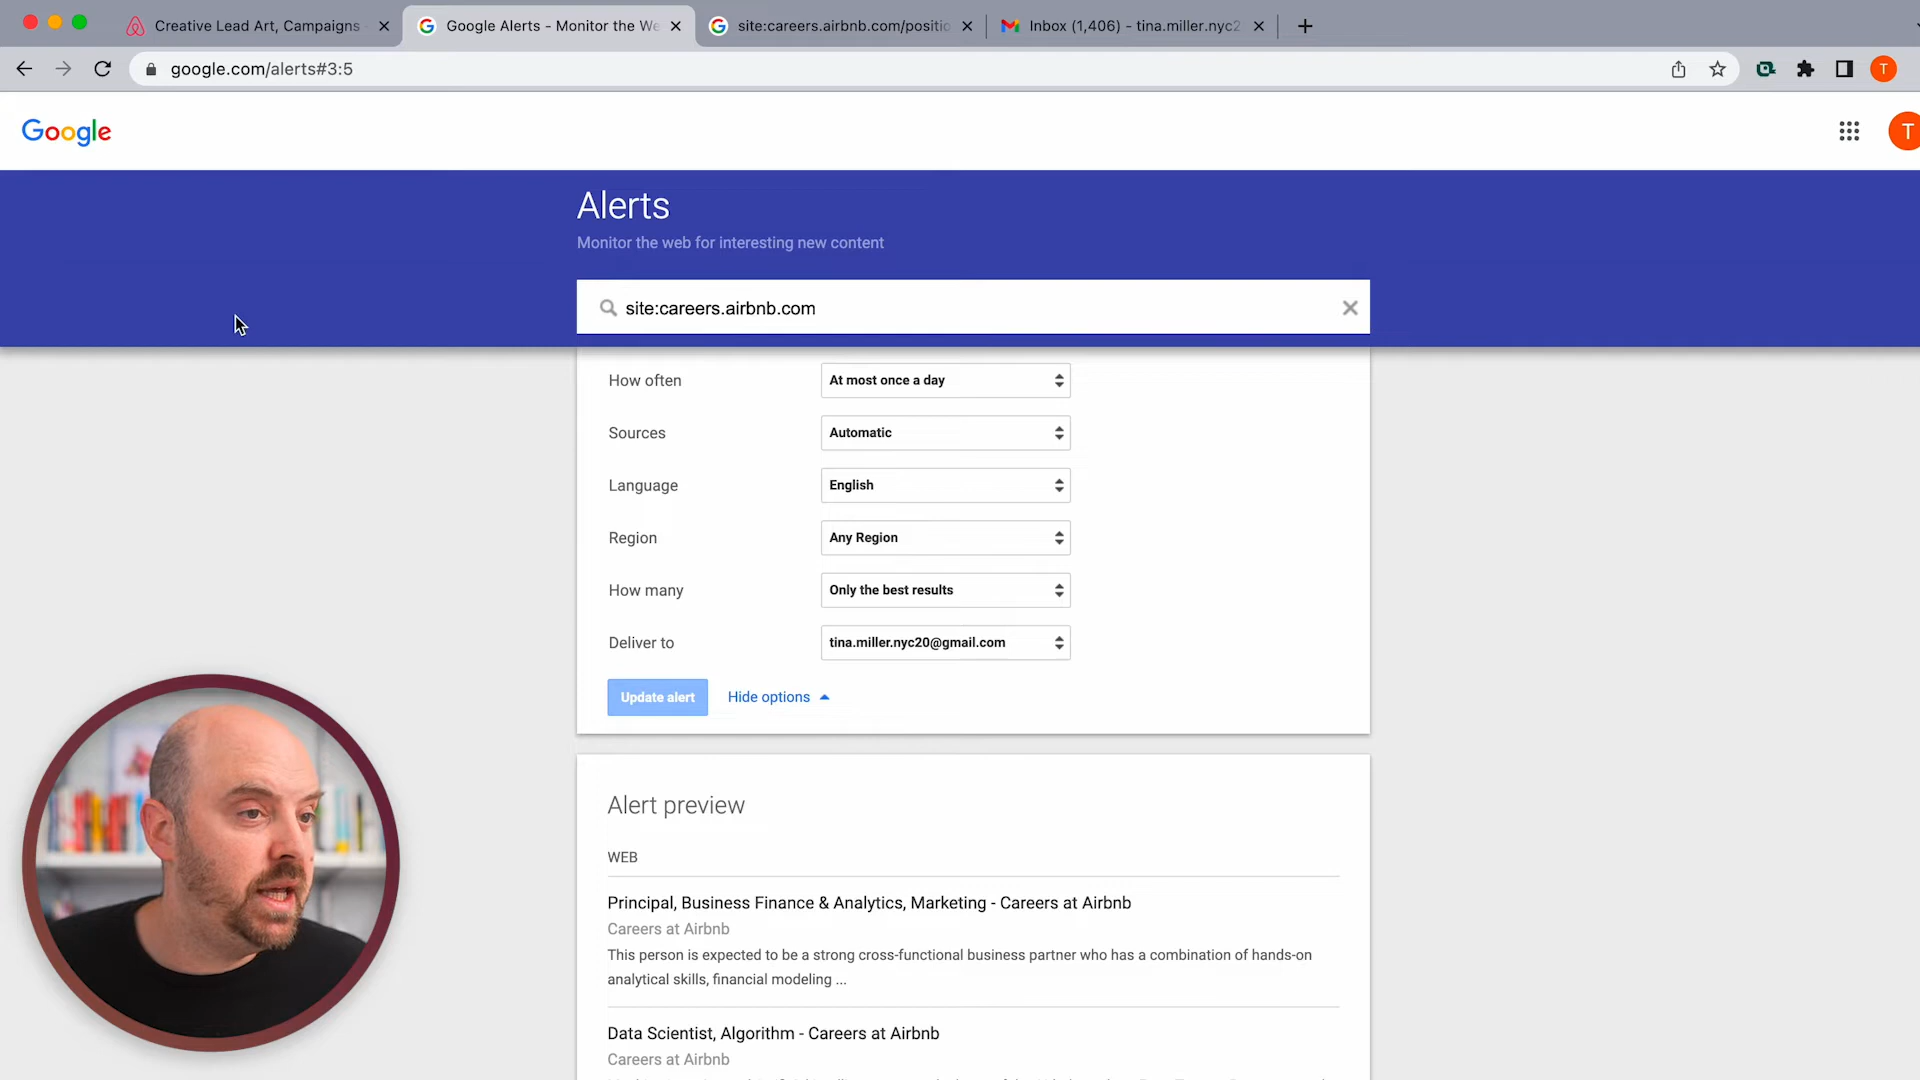 Creative Lead Art, Campaigns
Google Alerts - Monitor the We
site:careers.airbnb.com/positio
Inbox (1,406) - tina.miller.nyc2
google.com/alerts#3:5
T
Google
T
Alerts
Monitor the web for interesting new content
site:careers.airbnb.com
How often
At most once a day
Sources
Automatic
Language
English
Region
Any Region
How many
Only the best results
Deliver to
tina.miller.nyc20@gmail.com
Update alert
Hide options
Alert preview
WEB
Principal, Business Finance & Analytics, Marketing - Careers at Airbnb
Careers at Airbnb
This person is expected to be a strong cross-functional business partner who has a combination of hands-on
analytical skills, financial modeling ...
Data Scientist, Algorithm - Careers at Airbnb
Careers at Airbnb